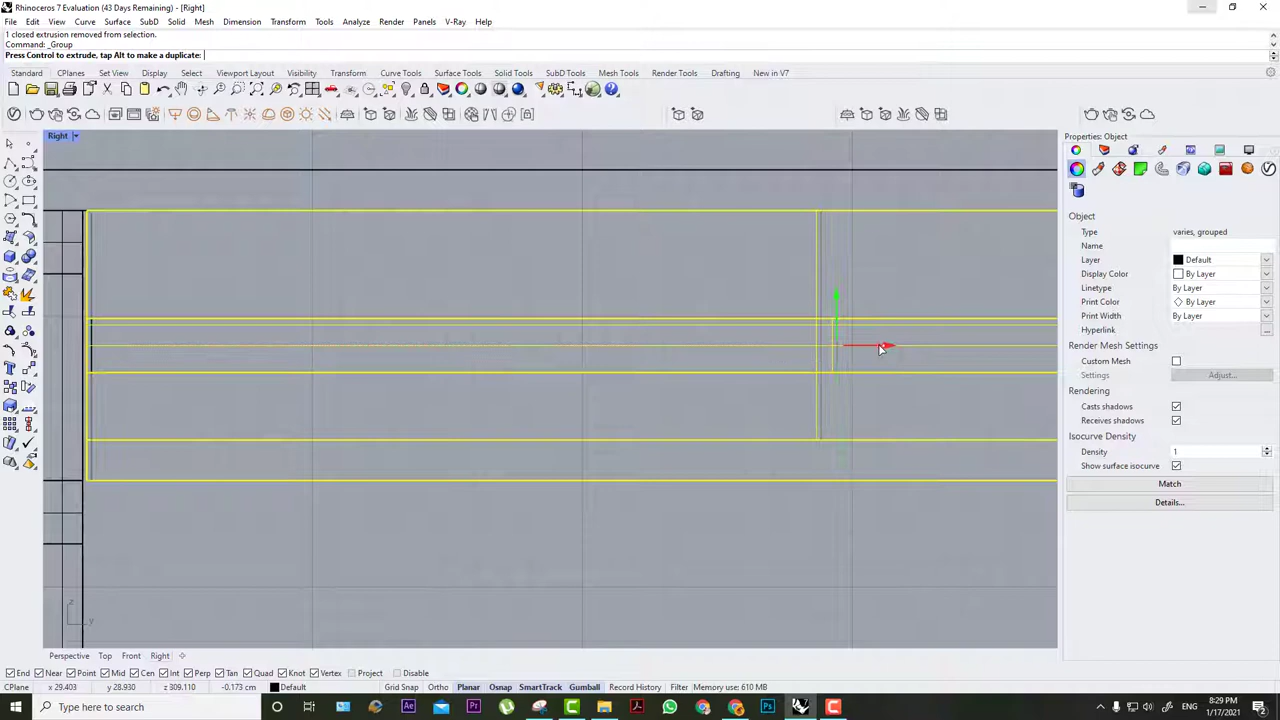 Rhinoceros 7 Evaluation (43 Days Remaining) - [Right]
File Edit View Curve Surface SubD Solid Mesh Dimension Transform Tools Analyze Render Panels V-Ray Help
1 closed extrusion removed from selection.
Command: _Group
Press Control to extrude, tap Alt to make a duplicate:
Standard CPlanes Set View Display Select Viewport Layout Visibility Transform Curve Tools Surface Tools Solid Tools SubD Tools Mesh Tools Render Tools Drafting New in V7
Right
Properties: Object
Object
Type varies, grouped
Name
Layer Default
Display Color By Layer
Linetype By Layer
Print Color By Layer
Print Width By Layer
Hyperlink ...
Render Mesh Settings
Custom Mesh
Settings Adjust...
Rendering
Casts shadows
Receives shadows
Isocurve Density
Density 1
Show surface isocurve
Match
Details...
z
y
Perspective Top Front Right
End Near Point Mid Cen Int Perp Tan Quad Knot Vertex Project Disable
CPlane x 29.403 y 28.930 z 309.110 -0.173 cm Default Grid Snap Ortho Planar Osnap SmartTrack Gumball Record History Filter Memory use: 610 MB
Type here to search
8:29 PM
1/17/2021